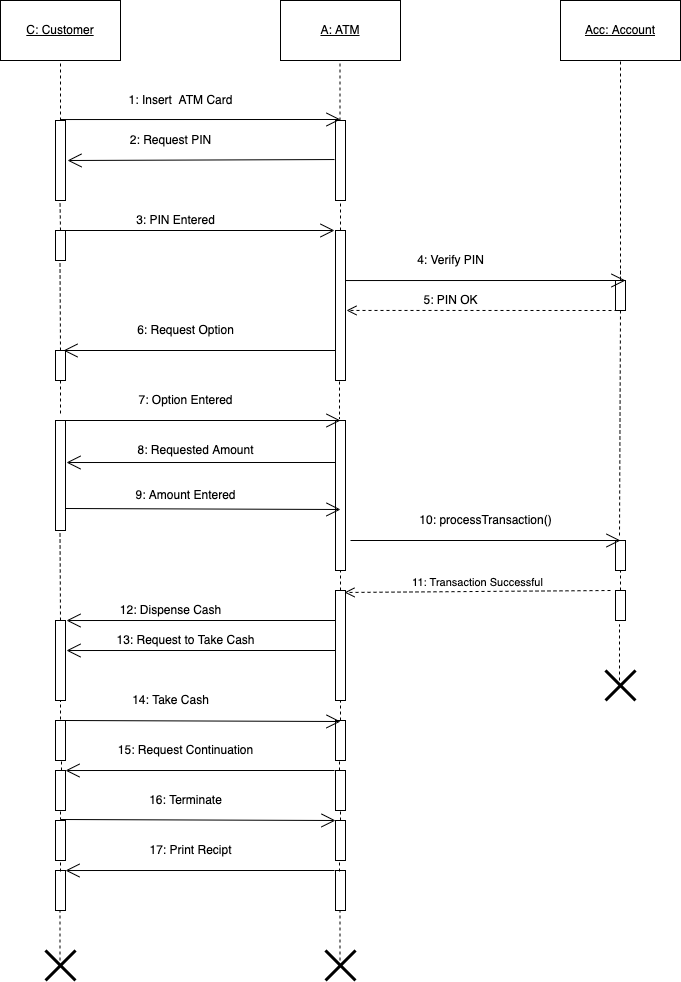 C: Customer
A: ATM
Acc: Account
1: Insert  ATM Card
2: Request PIN
3: PIN Entered
4: Verify PIN
5: PIN OK
6: Request Option
7: Option Entered
8: Requested Amount
9: Amount Entered
10: processTransaction()
11: Transaction Successful
12: Dispense Cash
13: Request to Take Cash
14: Take Cash
15: Request Continuation
16: Terminate
17: Print Recipt